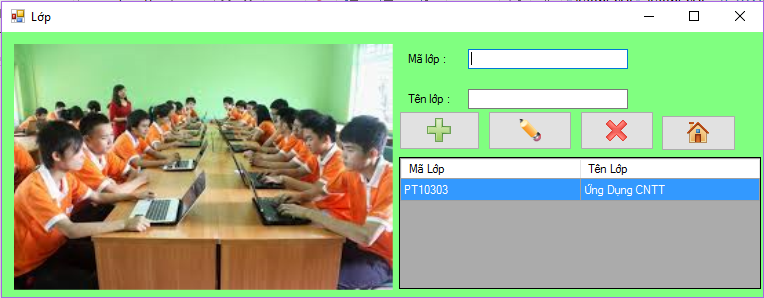 Lớp
Mã lớp :
Tên lớp :
Mã Lớp Tên Lớp
PT10303 Ứng Dụng CNTT